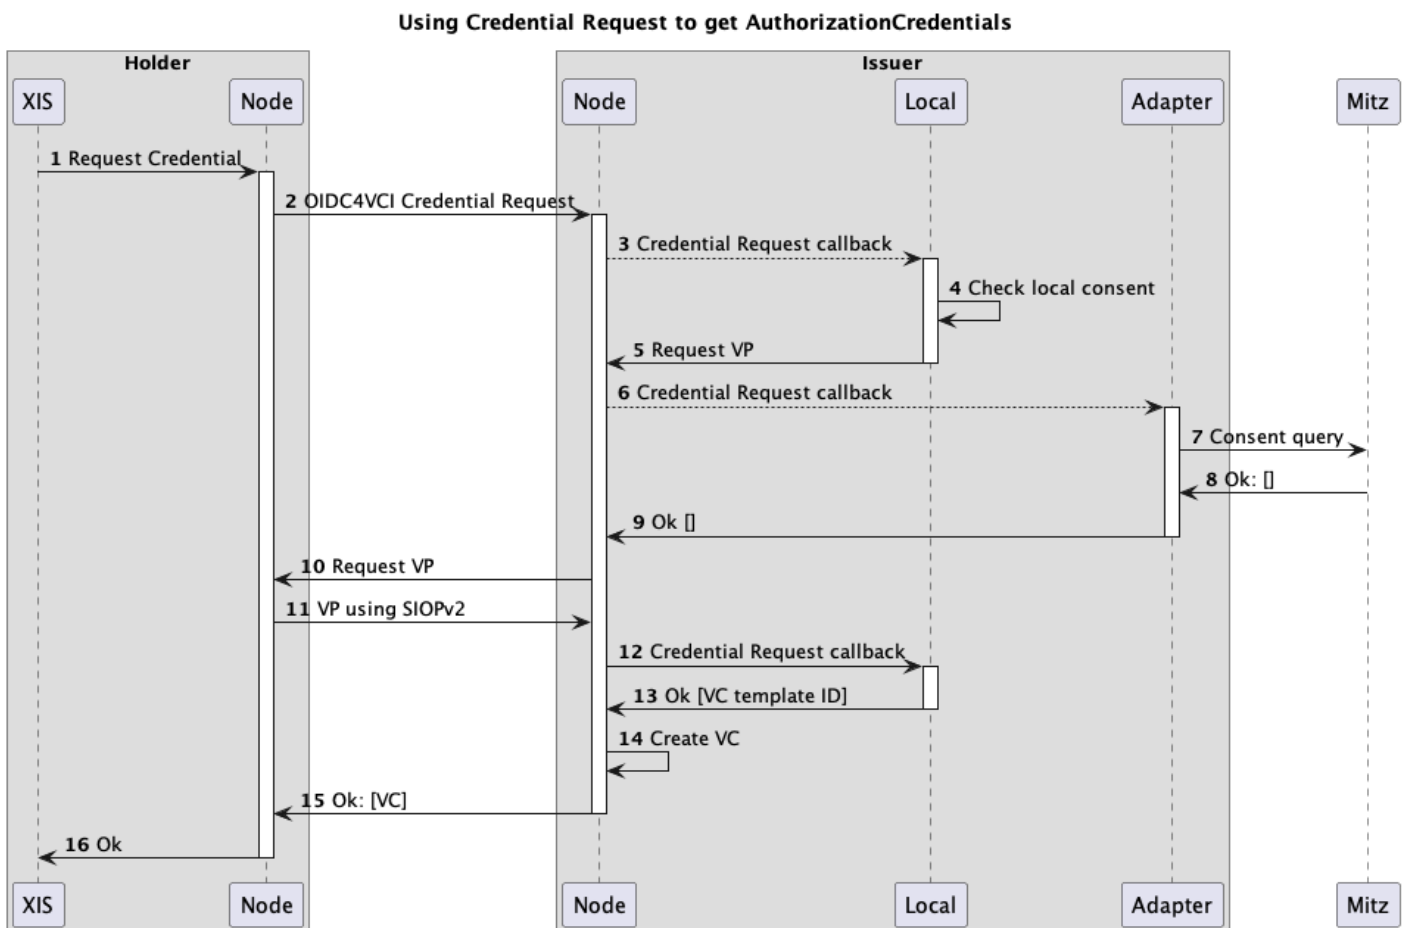 Using Credential Request to get AuthorizationCredentials
Holder
Issuer
XIS
Node
Node
Local
Adapter
Mitz
1 Request Credential
2 OIDC4VCI Credential Request
3 Credential Request callback
4 Check local consent
5 Request VP
6 Credential Request callback
7 Consent query
8 Ok: []
9 Ok []
10 Request VP
11 VP using SIOPv2
12 Credential Request callback
13 Ok [VC template ID]
14 Create VC
15 Ok: [VC]
16 Ok
XIS
Node
Node
Local
Adapter
Mitz